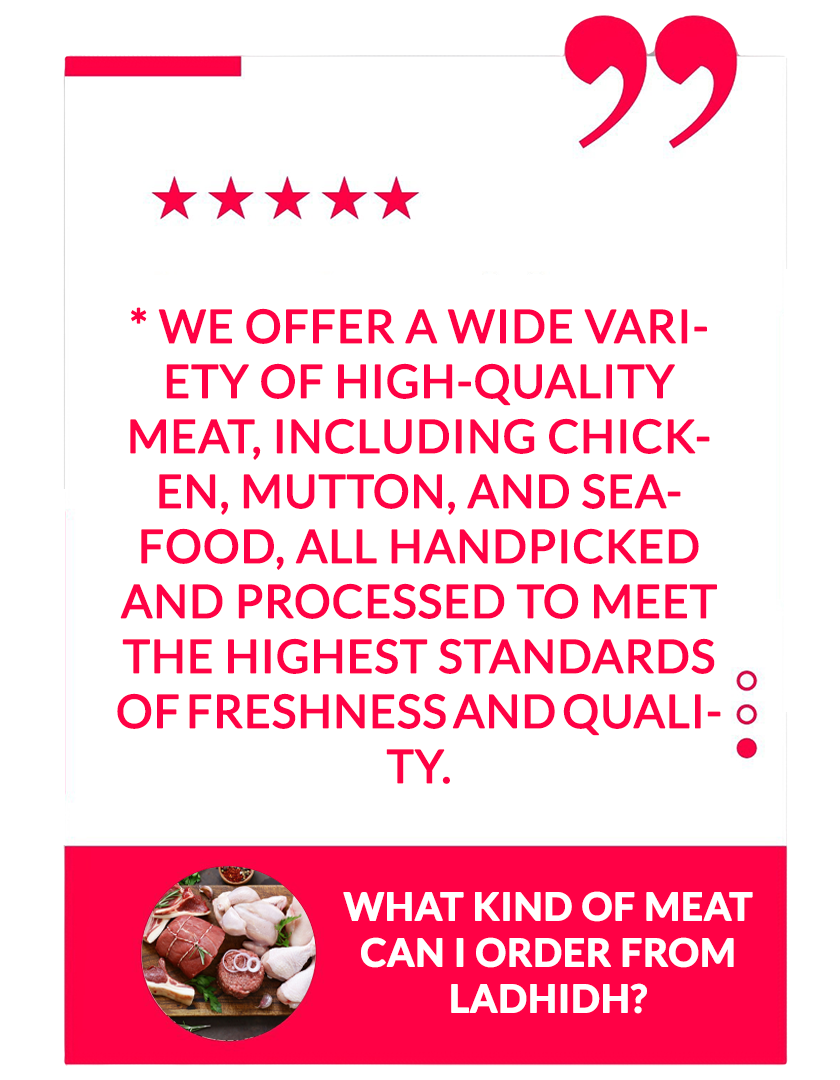 * WE OFFER A WIDE VARI-
ETY OF HIGH-QUALITY
MEAT, INCLUDING CHICK-
EN, MUTTON, AND SEA-
FOOD, ALL HANDPICKED
AND PROCESSED TO MEET
THE HIGHEST STANDARDS
OF FRESHNESS AND QUALI-
TY.
WHAT KIND OF MEAT
CAN I ORDER FROM
LADHIDH?